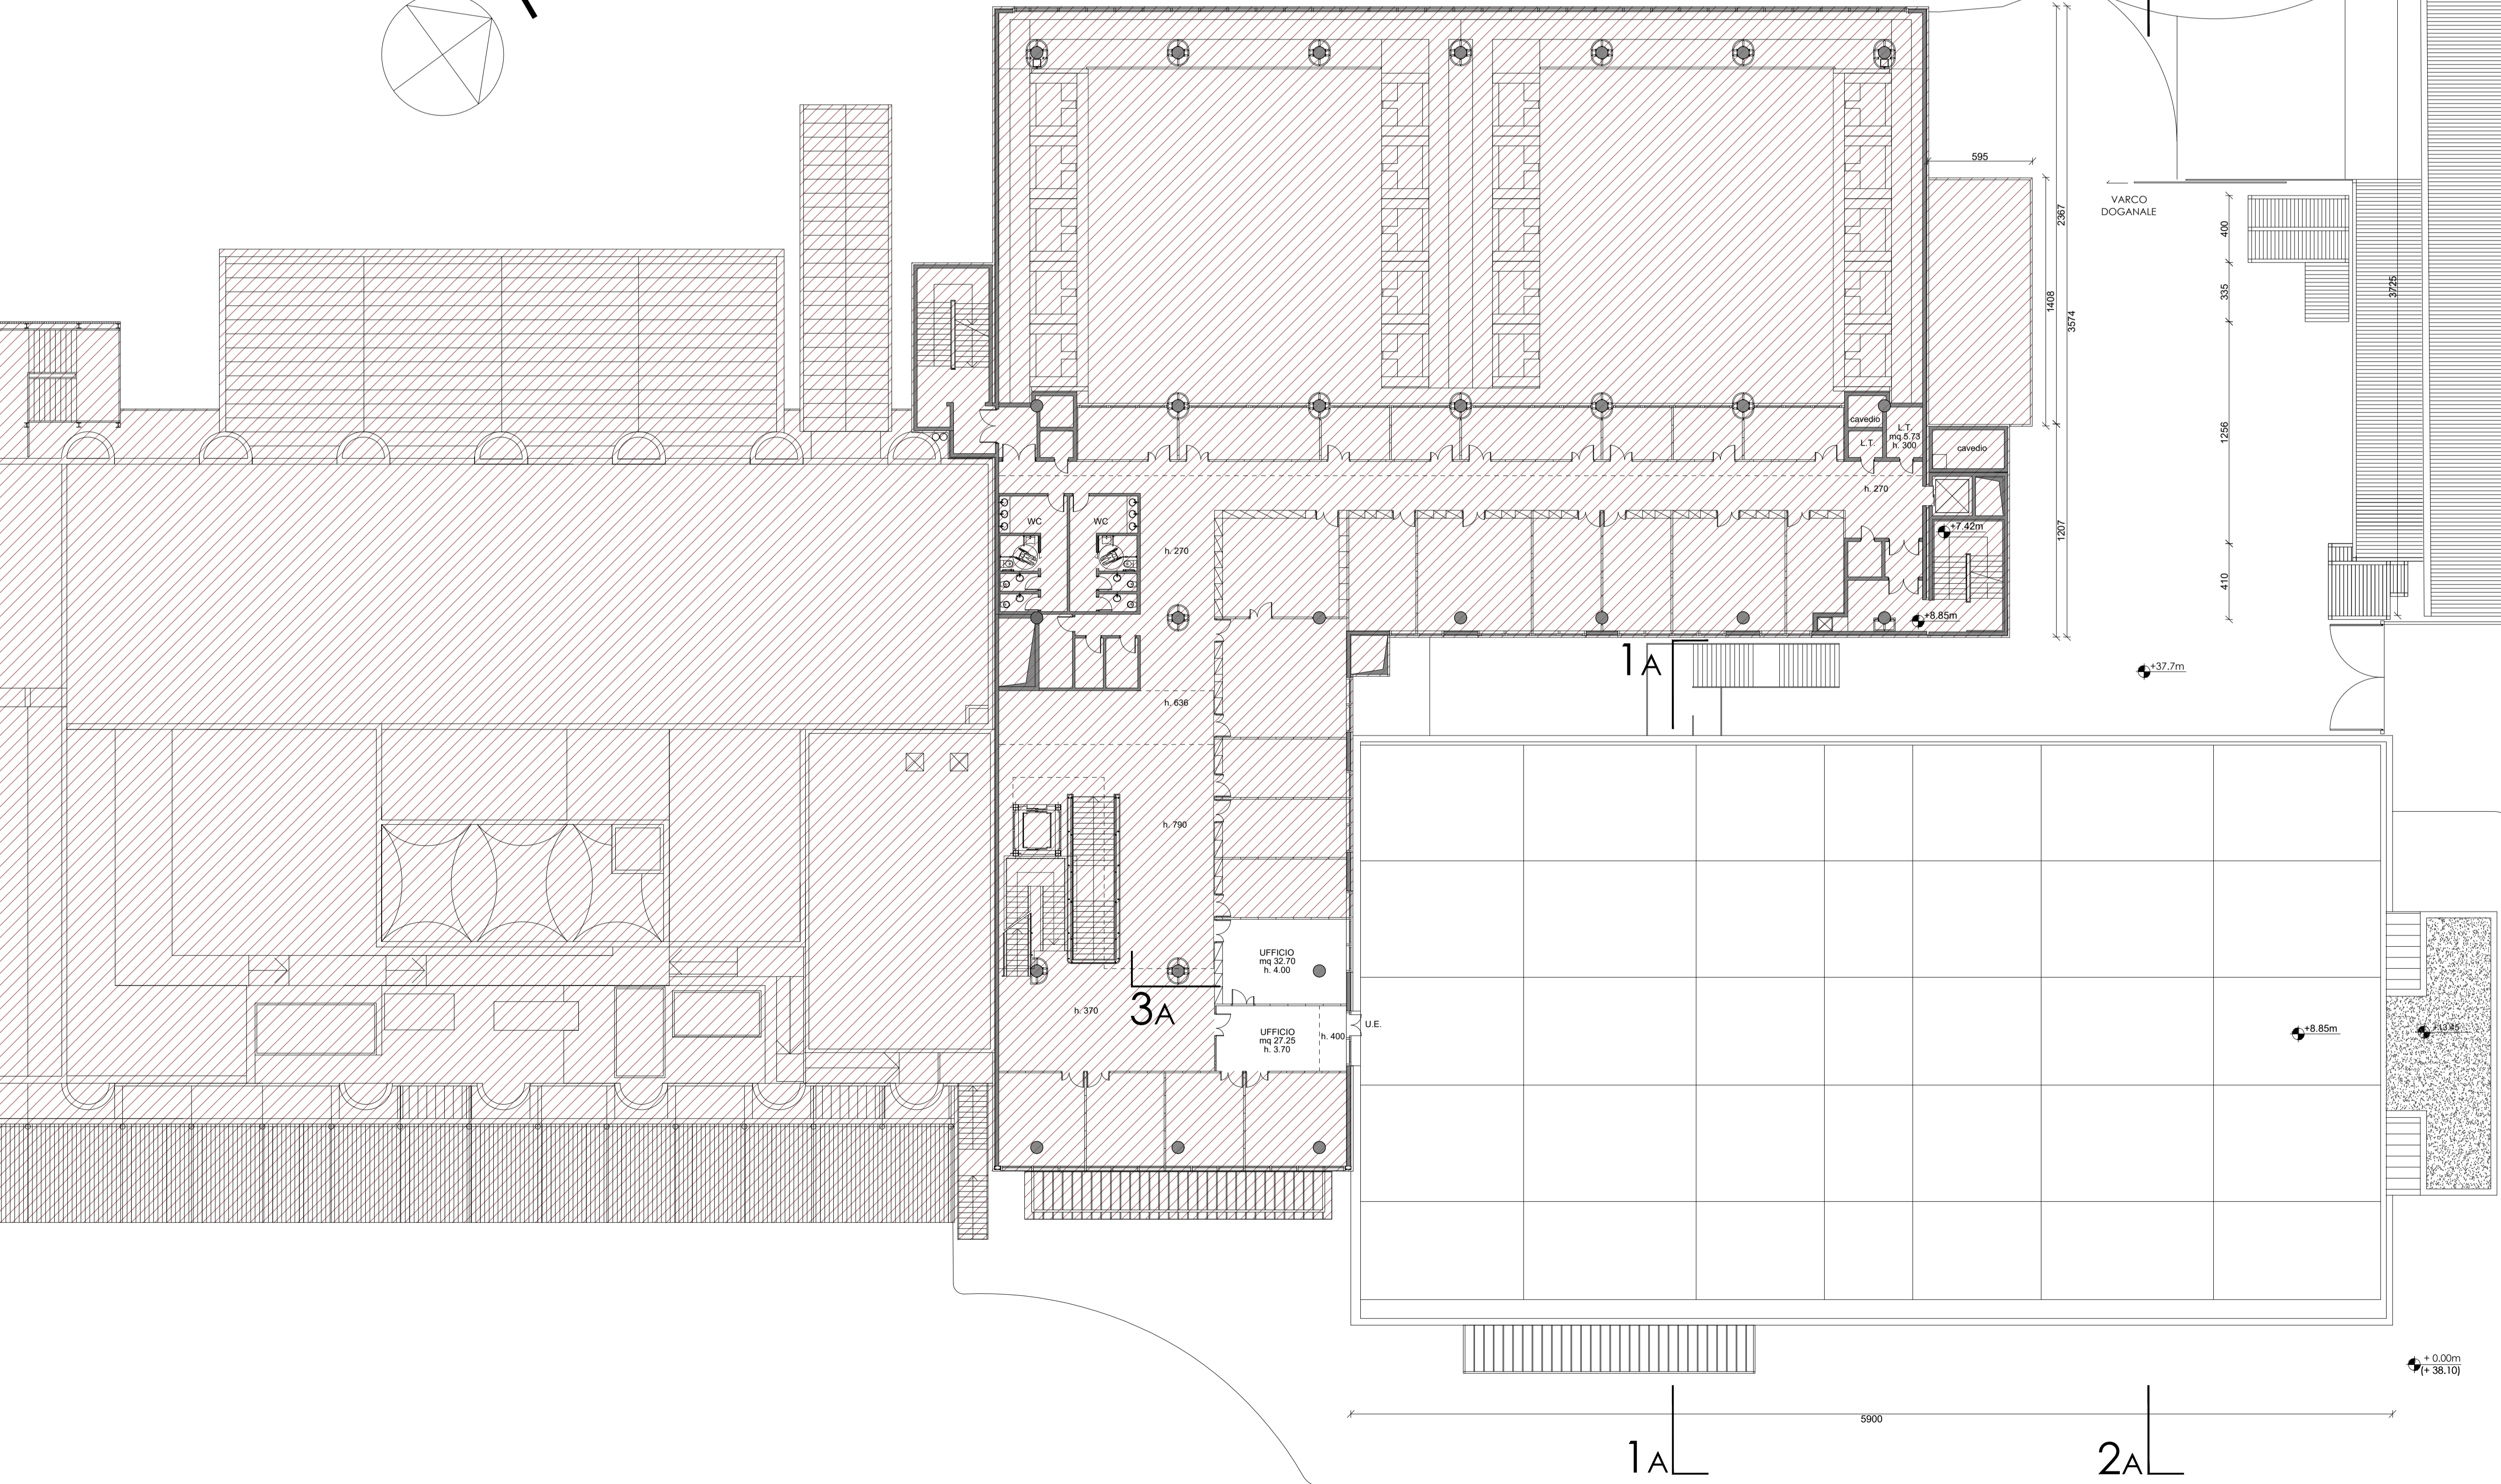 595
VARCO
DOGANALE
400
2367
335
3725
1408
3574
cavedio
L.T.
mq 5.73
h. 300
L.T.
cavedio
1256
h. 270
WC
WC
+7.42m
1207
h. 270
410
+8.85m
1A
+37.7m
h. 636
h. 790
UFFICIO
mq 32.70
h. 4.00
3A
h. 370
UFFICIO
mq 27.25
h. 3.70
h. 400
U.E.
+8.85m
+13.45
+ 0.00m
(+ 38.10)
5900
1A
2A